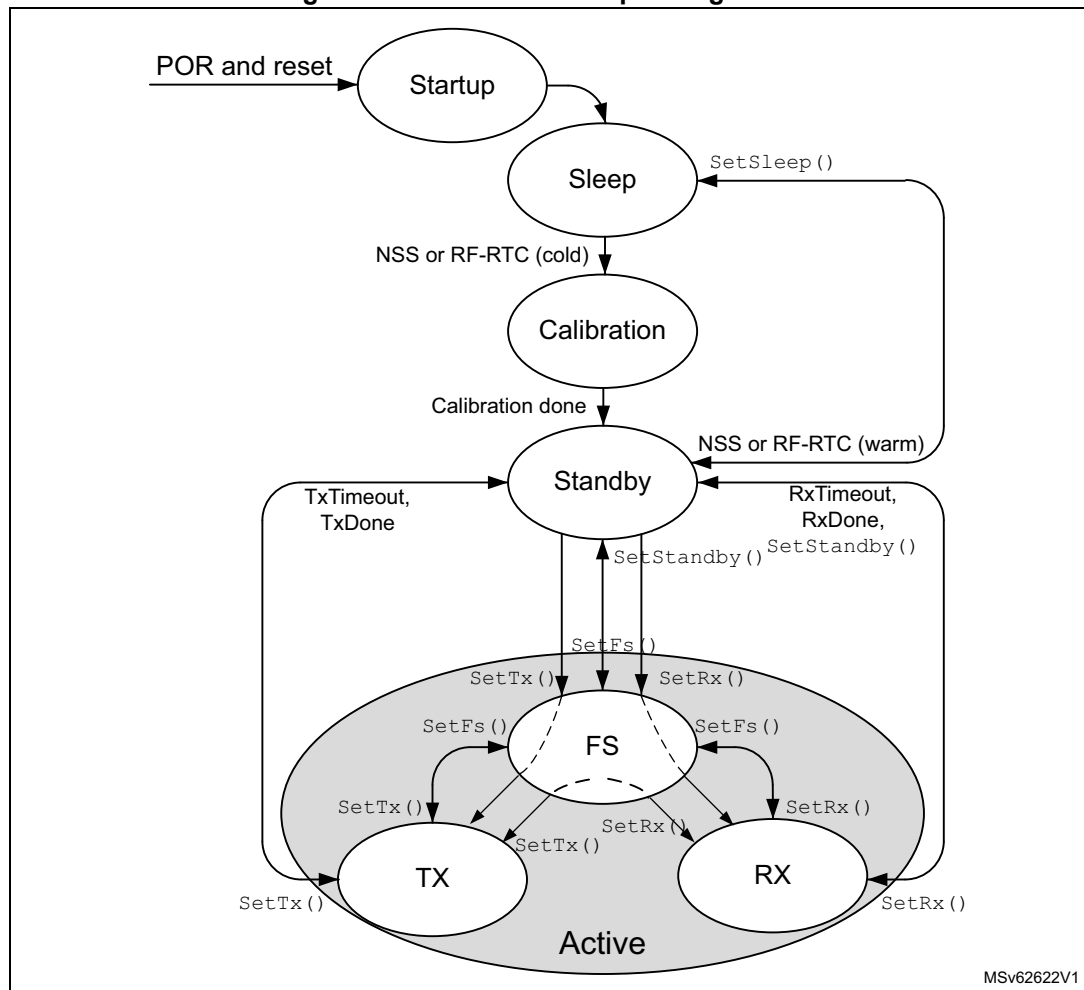 POR and reset
Startup
Sleep
SetSleep()
NSS or RF-RTC (cold)
Calibration
Calibration done
NSS or RF-RTC (warm)
Standby
TxTimeout,
TxDone
RxTimeout,
RxDone,
SetStandby()
SetStandby()
SetFs()
SetTx()
SetRx()
SetFs()
FS
SetFs()
SetTx()
SetRx()
SetRx()
SetTx()
TX
RX
SetTx()
SetRx()
Active
MSv62622V1